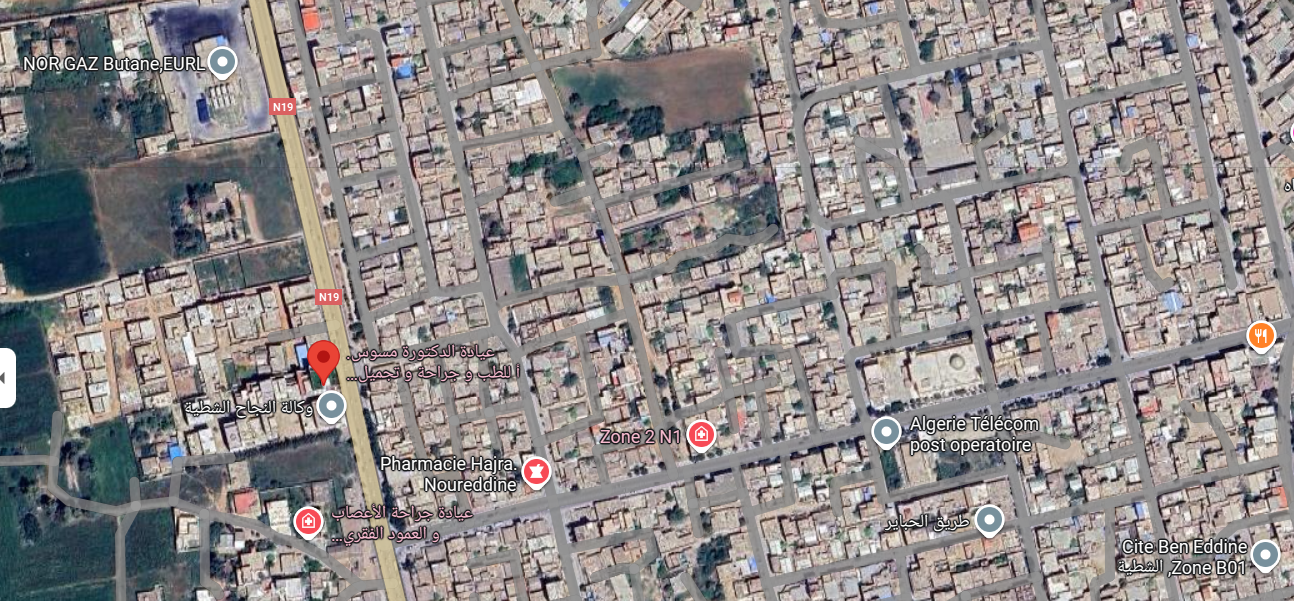 NOR GAZ Butane,EURL
N19
N19
عيادة الدكتورة مسوس.
أ للطب و جراحة و تجميل...
وكالة النجاح الشطية
Zone 2 N1
Algerie Télécom
post operatoire
Pharmacie Hajra.
Noureddine
عيادة جراحة الأعصاب
و العمود الفقري...
طريق الحباير
Cite Ben Eddine
Zone B01, الشطية